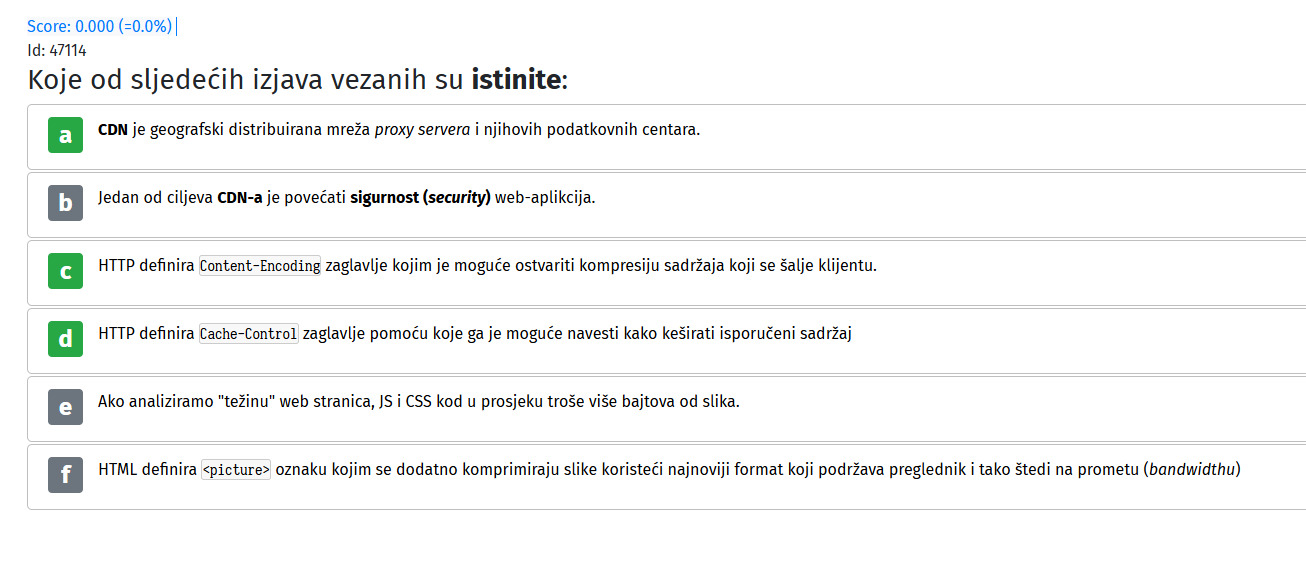 Score: 0.000 (=0.0%)
Id: 47114
Koje od sljedećih izjava vezanih su istinite:
a CDN je geografski distribuirana mreža proxy servera i njihovih podatkovnih centara.
b Jedan od ciljeva CDN-a je povećati sigurnost (security) web-aplikcija.
c HTTP definira Content-Encoding zaglavlje kojim je moguće ostvariti kompresiju sadržaja koji se šalje klijentu.
d HTTP definira Cache-Control zaglavlje pomoću koje ga je moguće navesti kako keširati isporučeni sadržaj
e Ako analiziramo "težinu" web stranica, JS i CSS kod u prosjeku troše više bajtova od slika.
f HTML definira <picture> oznaku kojim se dodatno komprimiraju slike koristeći najnoviji format koji podržava preglednik i tako štedi na prometu (bandwidthu)